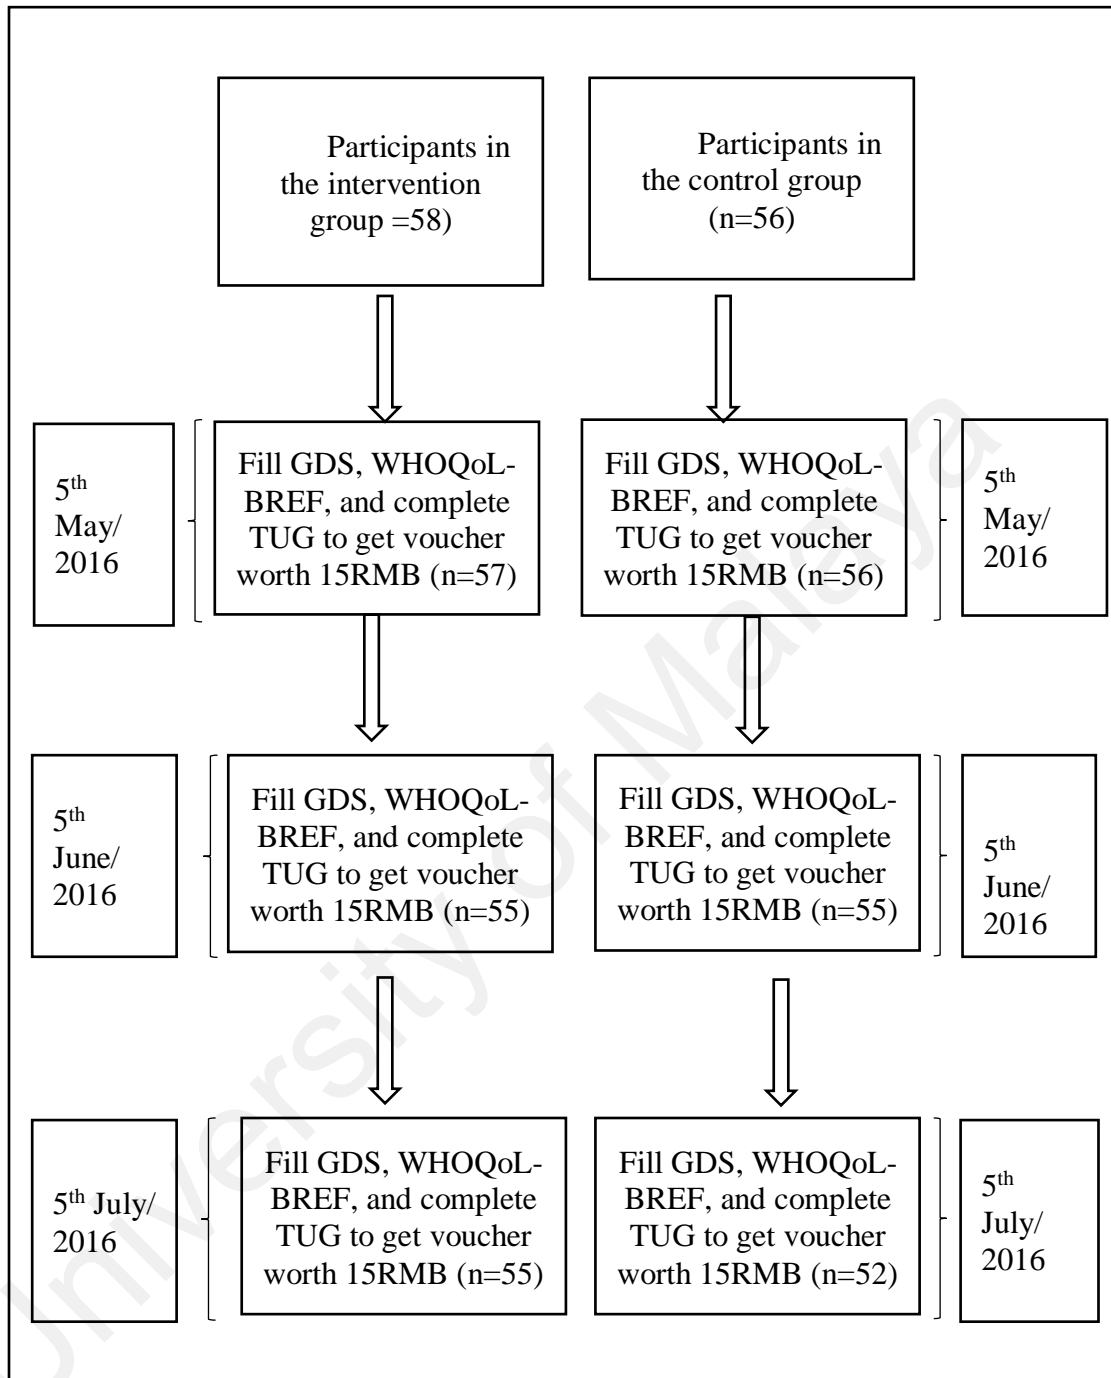 Participants in
the intervention
group =58)
Participants in
the control group
(n=56)
5th
May/
2016
Fill GDS, WHOQoL-
BREF, and complete
TUG to get voucher
worth 15RMB (n=57)
Fill GDS, WHOQoL-
BREF, and complete
TUG to get voucher
worth 15RMB (n=56)
5th
May/
2016
5th
June/
2016
Fill GDS, WHOQoL-
BREF, and complete
TUG to get voucher
worth 15RMB (n=55)
Fill GDS, WHOQoL-
BREF, and complete
TUG to get voucher
worth 15RMB (n=55)
5th
June/
2016
5th July/
2016
Fill GDS, WHOQoL-
BREF, and complete
TUG to get voucher
worth 15RMB (n=55)
Fill GDS, WHOQoL-
BREF, and complete
TUG to get voucher
worth 15RMB (n=52)
5th
July/
2016
University of Malaya